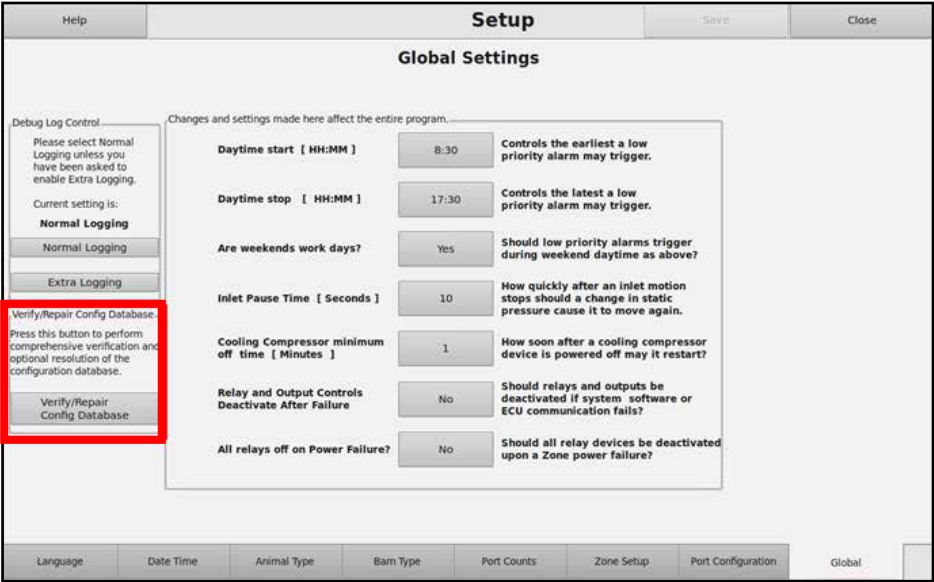 Help
Setup
Save
Close
Global Settings
Debug Log Control
Please select Normal
Logging unless you
have been asked to
enable Extra Logging.
Current setting is:
Normal Logging
Normal Logging
Extra Logging
Verify/Repair Config Database
Press this button to perform
comprehensive verification and
optional resolution of the
configuration database.
Verify/Repair
Config Database
Changes and settings made here affect the entire program.
Daytime start [ HH:MM ]
8:30
Controls the earliest a low
priority alarm may trigger.
Daytime stop [ HH:MM ]
17:30
Controls the latest a low
priority alarm may trigger.
Are weekends work days?
Yes
Should low priority alarms trigger
during weekend daytime as above?
Inlet Pause Time [ Seconds ]
10
How quickly after an inlet motion
stops should a change in static
pressure cause it to move again.
Cooling Compressor minimum
off time [ Minutes ]
1
How soon after a cooling compressor
device is powered off may it restart?
Relay and Output Controls
Deactivate After Failure
No
Should relays and outputs be
deactivated if system software or
ECU communication fails?
All relays off on Power Failure?
No
Should all relay devices be deactivated
upon a Zone power failure?
Language
Date Time
Animal Type
Barn Type
Port Counts
Zone Setup
Port Configuration
Global